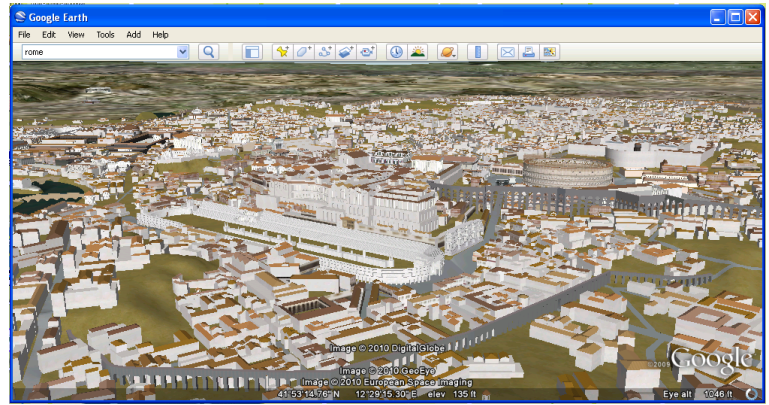 Google Earth
File Edit View Tools Add Help
rome
Image © 2010 DigitalGlobe
Image © 2010 GeoEye
©2009 Google
Image © 2010 European Space Imaging
41°53'14.76" N 12°29'15.30" E elev 135 ft Eye alt 1046 ft